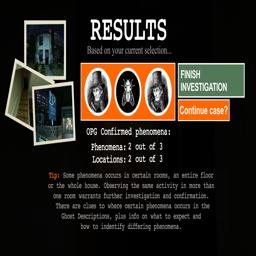 RESULTS
Based on your current selection...
FINISH
INVESTIGATION
Continue case?
OPG Confirmed phenomena:
Phenomena: 2 out of 3
Locations: 2 out of 3
Tip: Some phenomena occurs in certain rooms, an entire floor
or the whole house. Observing the same activity in more than
one room warrants further investigation and confirmation.
There are clues to where certain phenomena occurs in the
Ghost Descriptions, plus info on what to expect and
how to indentify differing phenomena.